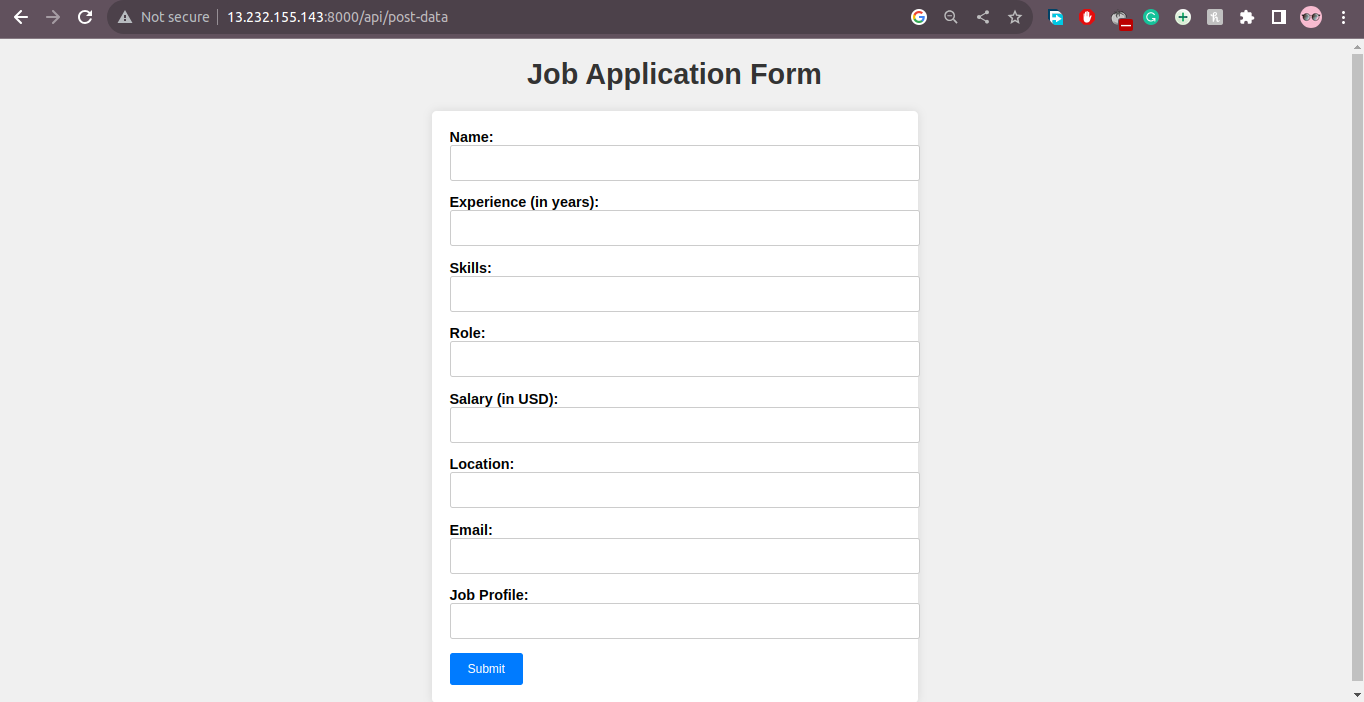 Not secure
13.232.155.143:8000/api/post-data
Job Application Form
Name:
Experience (in years):
Skills:
Role:
Salary (in USD):
Location:
Email:
Job Profile:
Submit